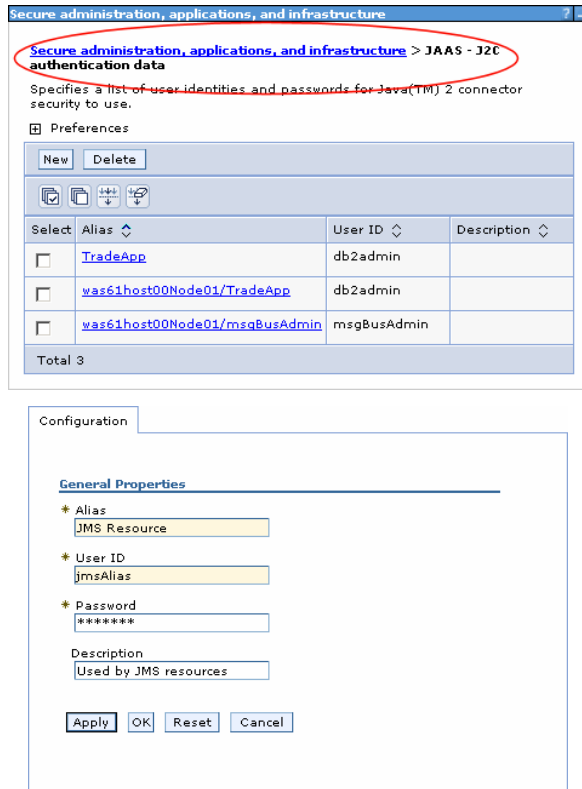 Secure administration, applications, and infrastructure ?
Secure administration, applications, and infrastructure > JAAS - J2C
authentication data
Specifies a list of user identities and passwords for Java(TM) 2 connector
security to use.
Preferences
New Delete
Select Alias User ID Description
TradeApp db2admin
was61host00Node01/TradeApp db2admin
was61host00Node01/msgBusAdmin msgBusAdmin
Total 3
Configuration
General Properties
* Alias
JMS Resource
* User ID
jmsAlias
* Password
*******
Description
Used by JMS resources
Apply OK Reset Cancel